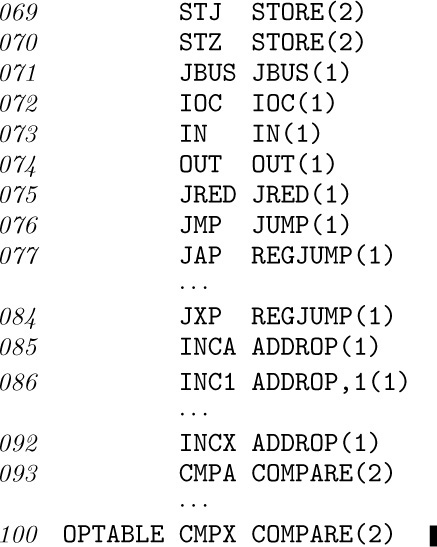 069 STJ STORE(2)
070 STZ STORE(2)
071 JBUS JBUS(1)
072 IOC IOC(1)
073 IN IN(1)
074 OUT OUT(1)
075 JRED JRED(1)
076 JMP JUMP(1)
077 JAP REGJUMP(1)
...
084 JXP REGJUMP(1)
085 INCA ADDROP(1)
086 INC1 ADDROP,1(1)
...
092 INCX ADDROP(1)
093 CMPA COMPARE(2)
...
100 OPTABLE CMPX COMPARE(2) ▮